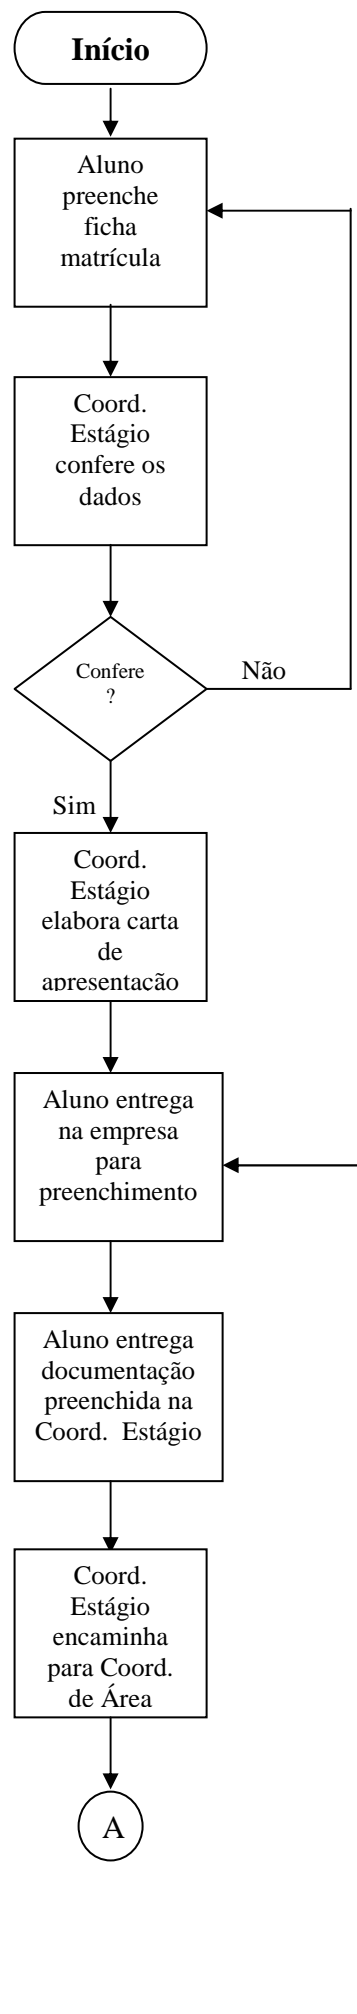 Início
Aluno
preenche
ficha
matrícula
Coord.
Estágio
confere os
dados
Confere
?
Não
Sim
Coord.
Estágio
elabora carta
de
apresentação
Aluno entrega
na empresa
para
preenchimento
Aluno entrega
documentação
preenchida na
Coord.  Estágio
Coord.
Estágio
encaminha
para Coord.
de Área
A